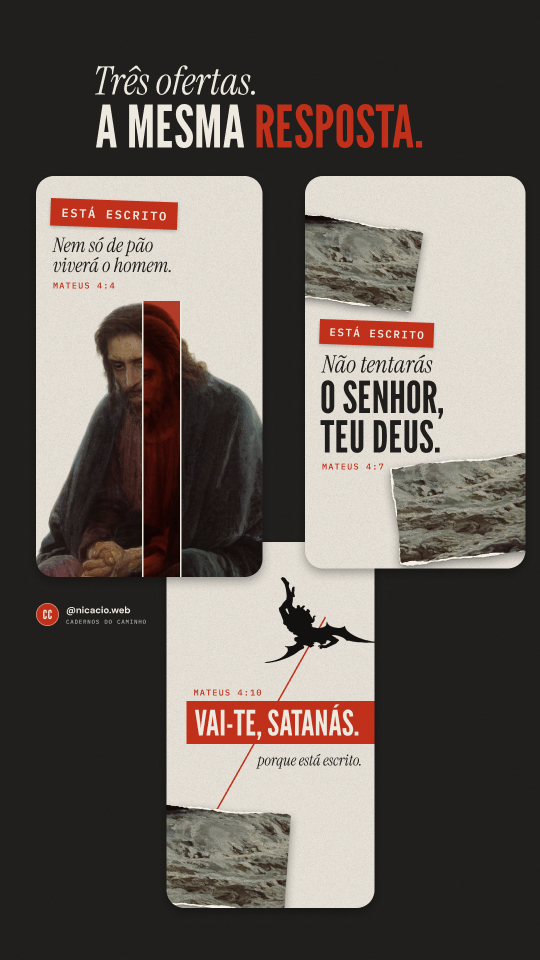 Três ofertas.
A MESMA RESPOSTA.
ESTÁ ESCRITO
Nem só de pão
viverá o homem.
MATEUS 4:4
ESTÁ ESCRITO
Não tentarás
O SENHOR,
TEU DEUS.
MATEUS 4:7
CC
@nicacio.web
CADERNOS DO CAMINHO
MATEUS 4:10
VAI-TE, SATANÁS.
porque está escrito.